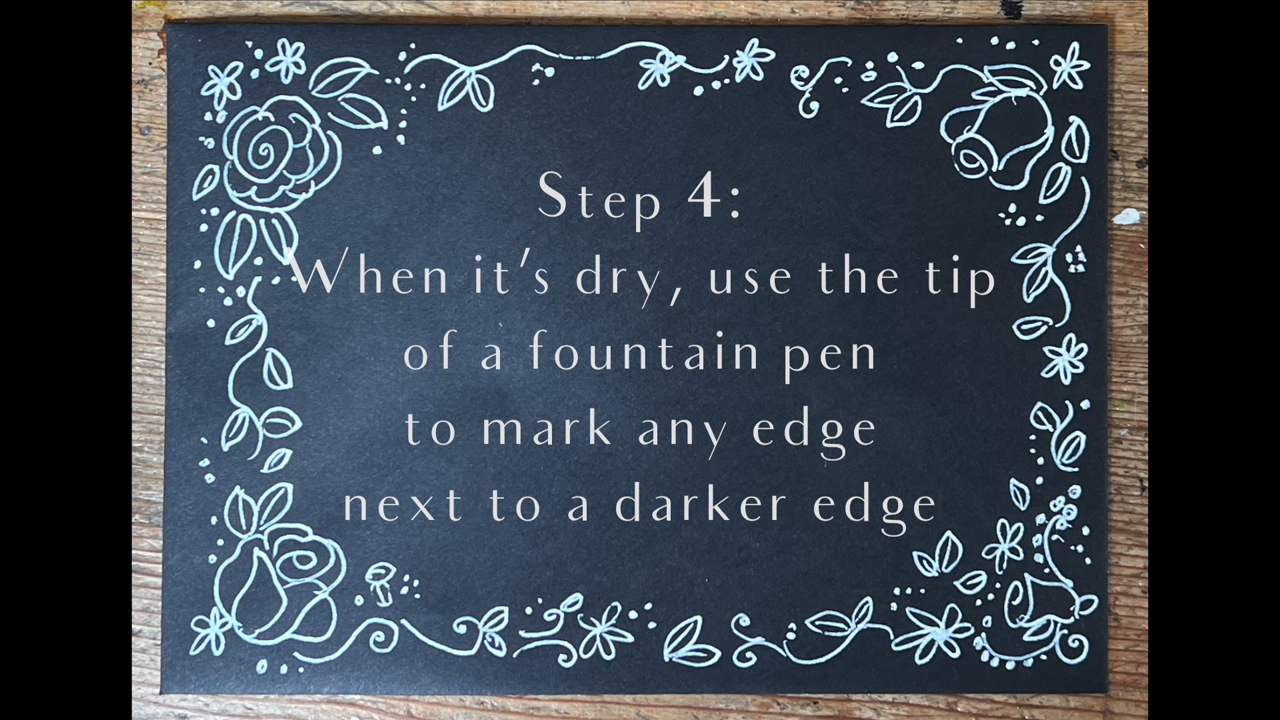 Step 4:
When it's dry, use the tip
of a fountain pen
to mark any edge
next to a darker edge